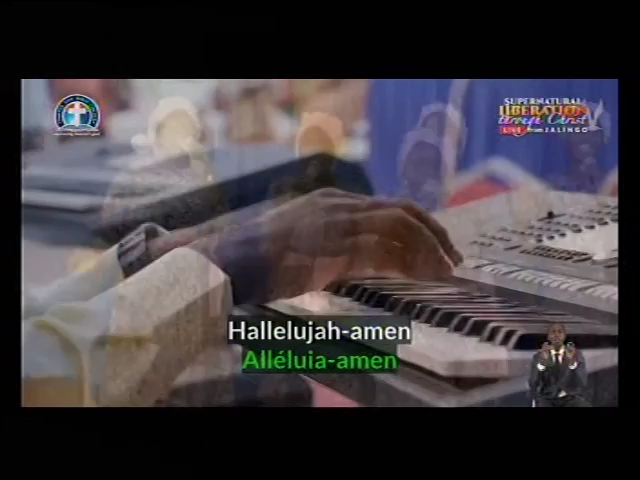 SUPERNATURAL
LIBERATION
through Christ
LIVE from JALINGO
Hallelujah-amen
Alléluia-amen